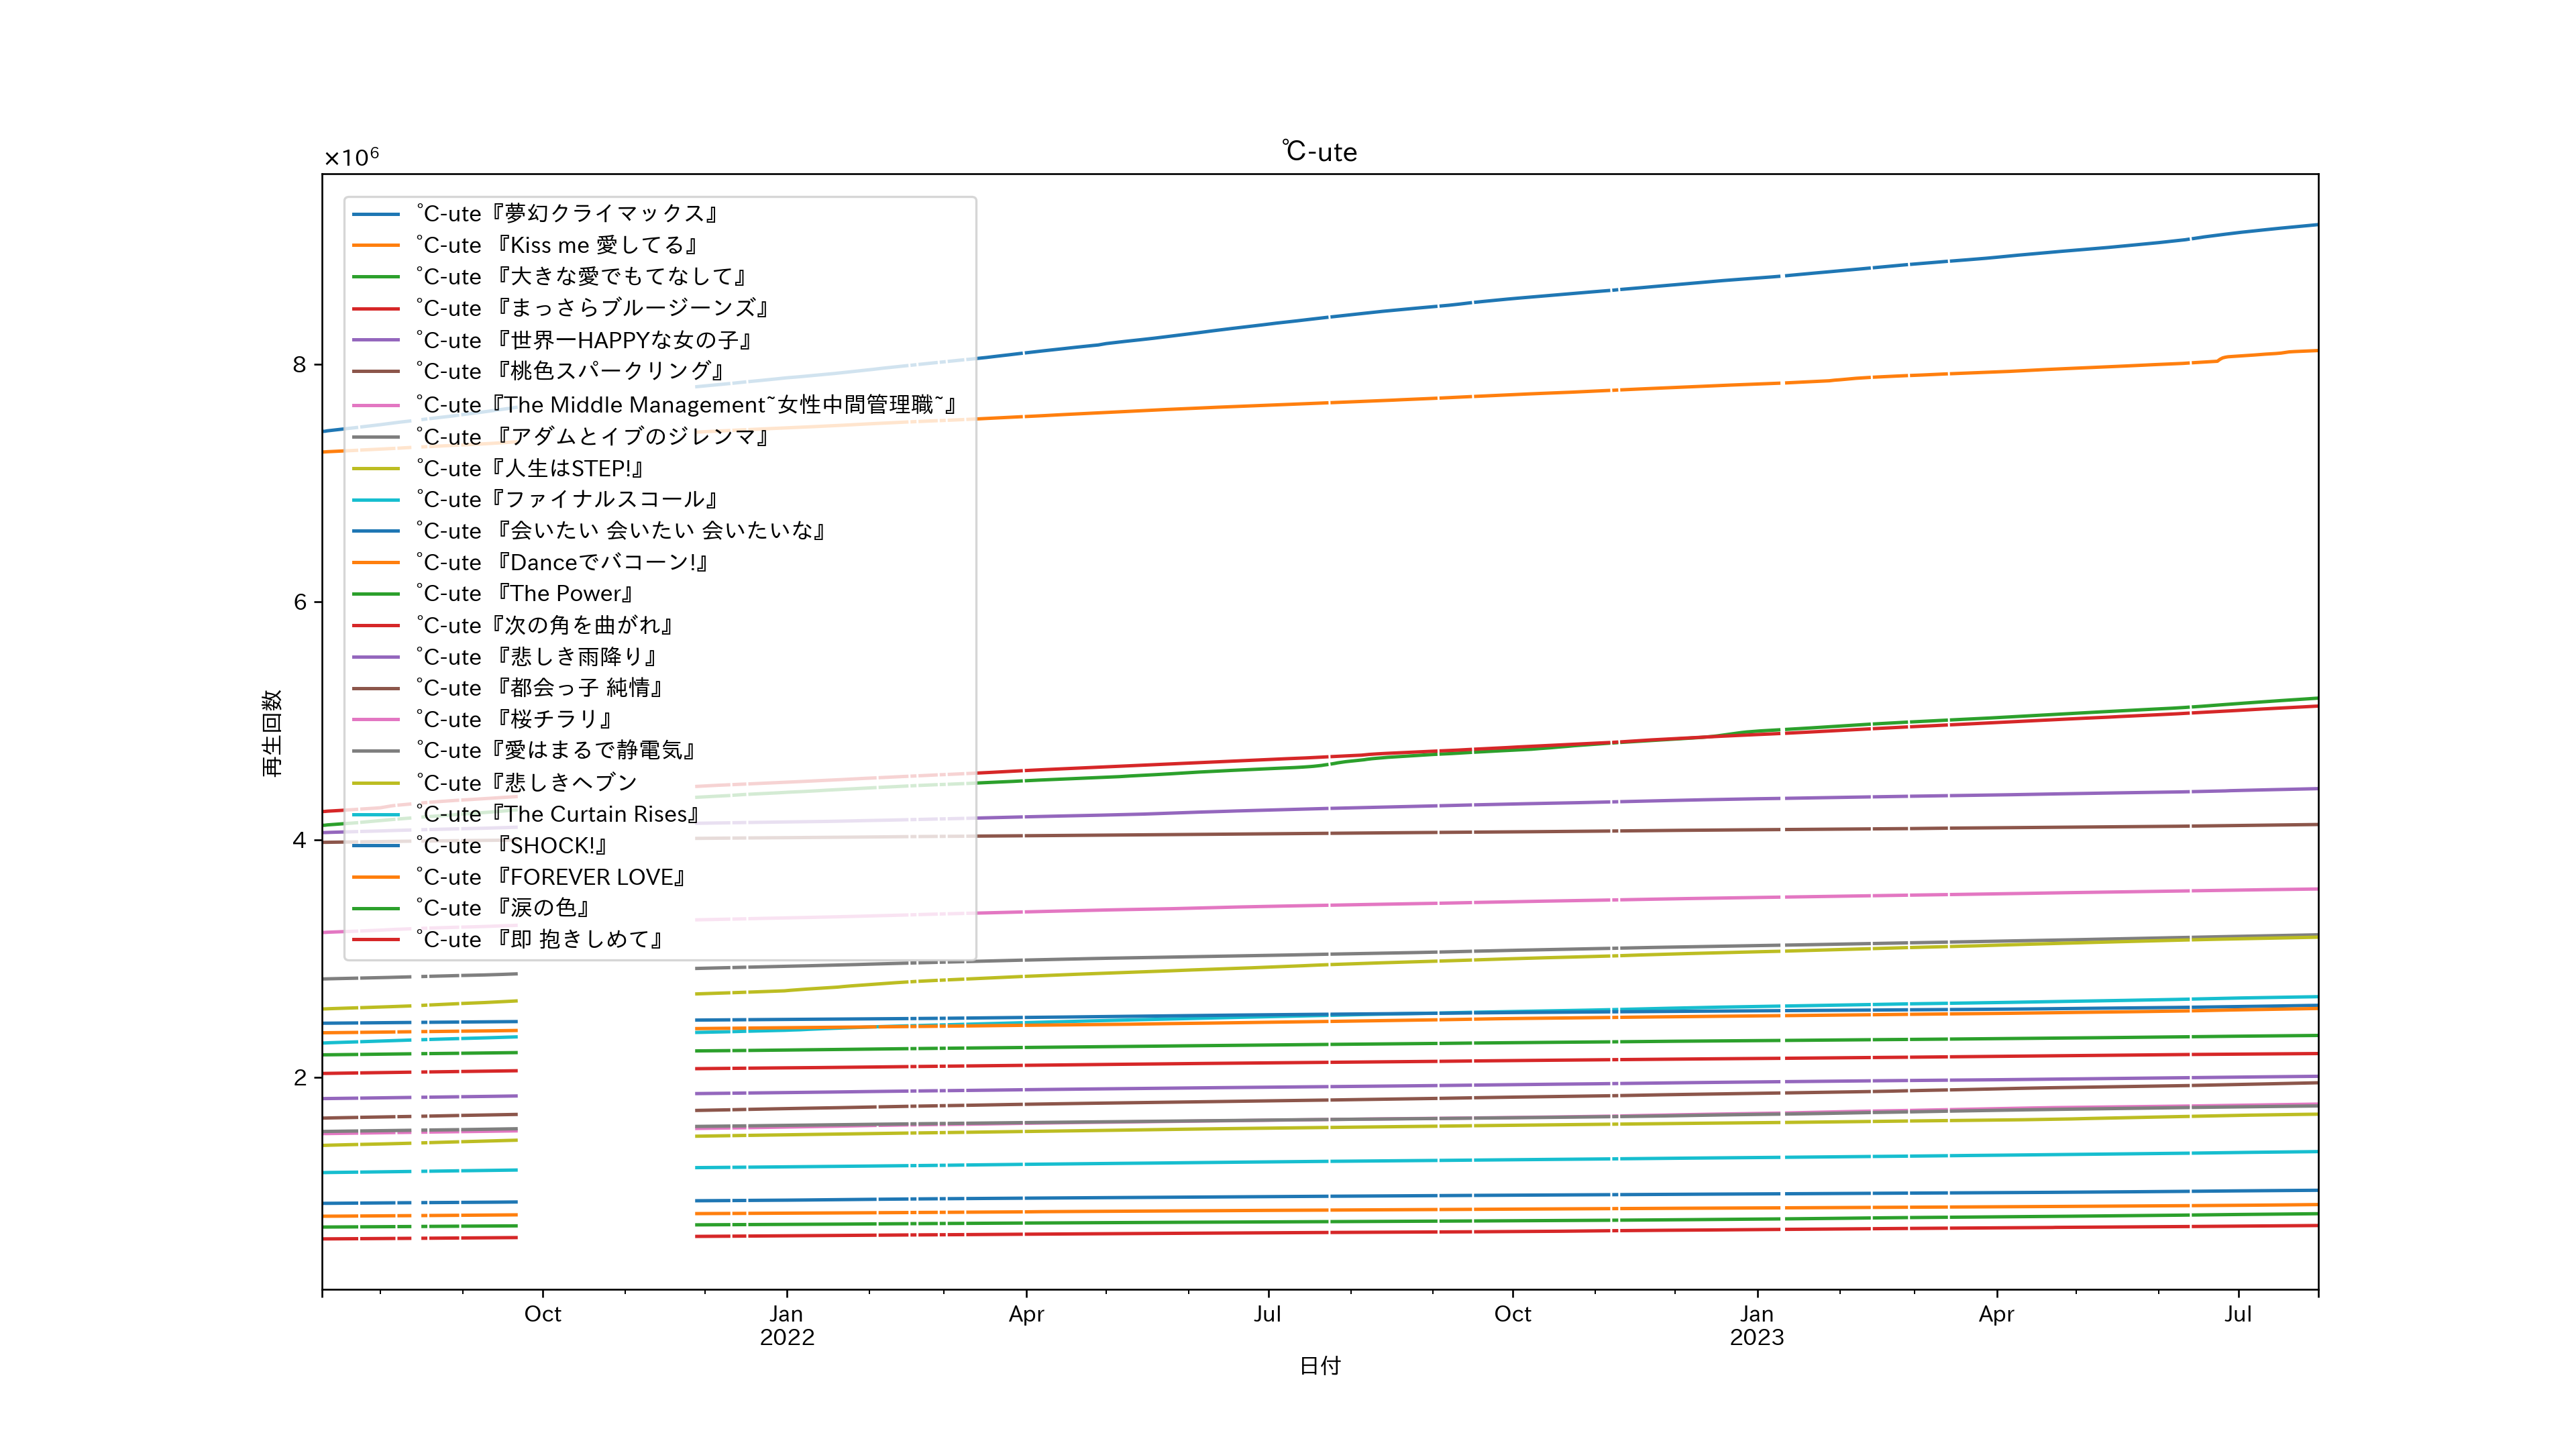 ℃-ute
×10⁶
°C-ute『夢幻クライマックス』
°C-ute 『Kiss me 愛してる』
°C-ute 『大きな愛でもてなして』
°C-ute 『まっさらブルージーンズ』
°C-ute 『世界一HAPPYな女の子』
°C-ute 『桃色スパークリング』
°C-ute『The Middle Management~女性中間管理職~』
°C-ute 『アダムとイブのジレンマ』
°C-ute『人生はSTEP!』
°C-ute『ファイナルスコール』
°C-ute 『会いたい 会いたい 会いたいな』
°C-ute 『Danceでバコーン!』
°C-ute 『The Power』
°C-ute『次の角を曲がれ』
°C-ute 『悲しき雨降り』
°C-ute 『都会っ子 純情』
°C-ute 『桜チラリ』
°C-ute 『愛はまるで静電気』
°C-ute『悲しきヘブン
°C-ute『The Curtain Rises』
°C-ute 『SHOCK!』
°C-ute 『FOREVER LOVE』
°C-ute 『涙の色』
°C-ute 『即 抱きしめて』
8
6
4
2
再生回数
Oct Jan Apr Jul Oct Jan Apr Jul
2022 2023
日付